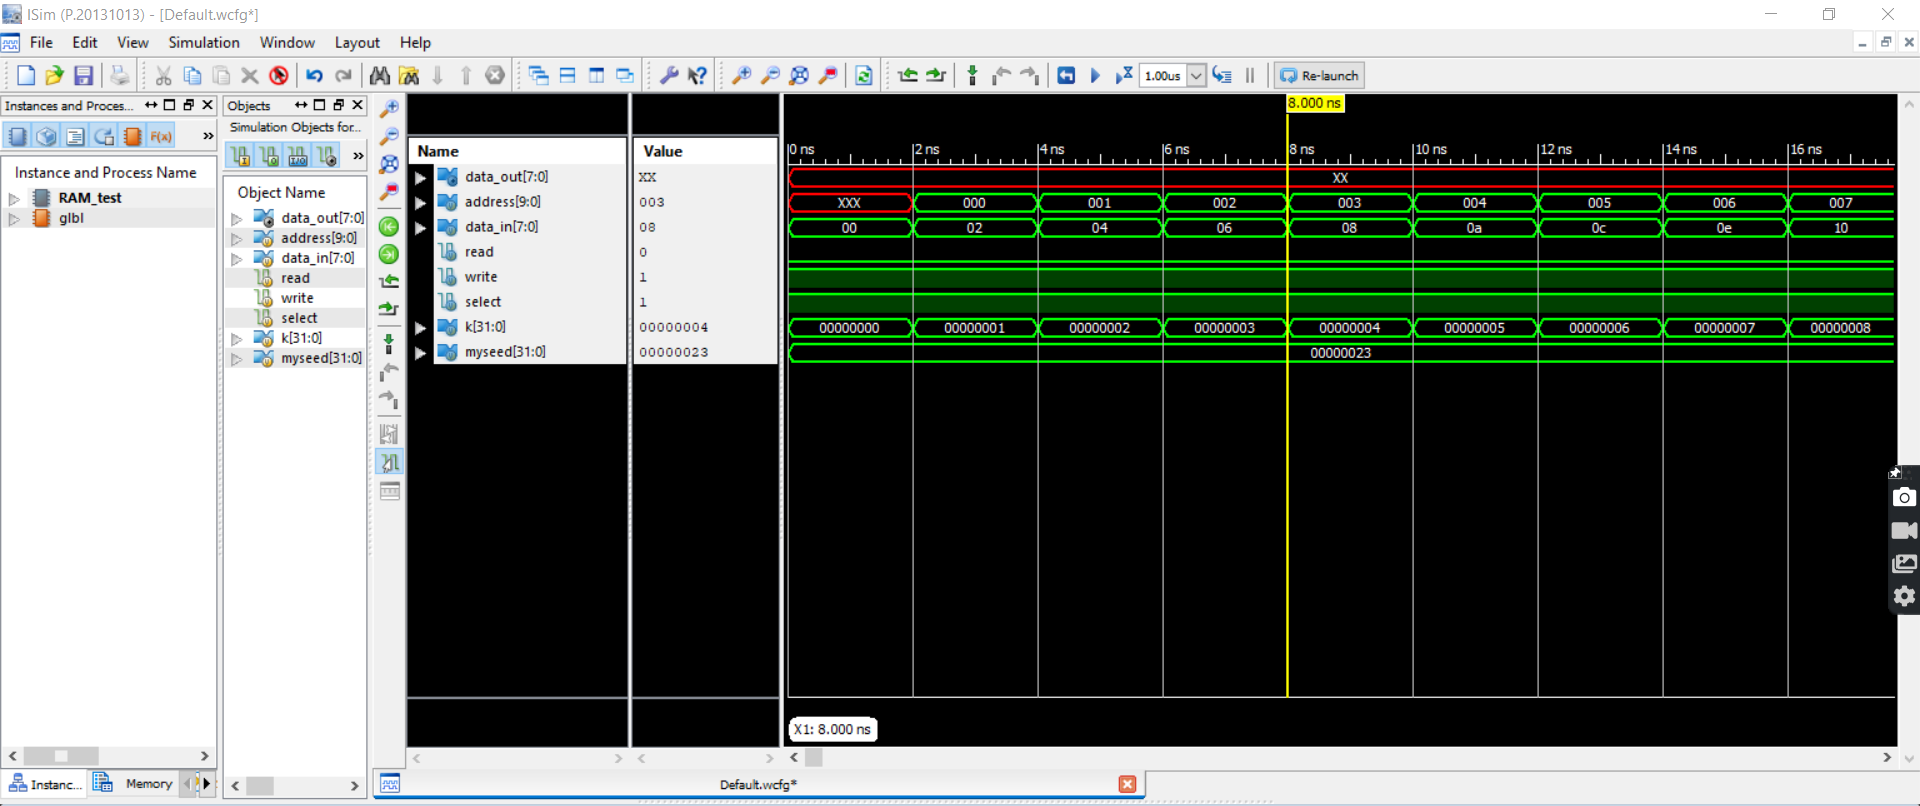 ISim (P.20131013) - [Default.wcfg*]
File Edit View Simulation Window Layout Help
1.00us Re-launch
Instances and Proces...
Instance and Process Name
RAM_test
glbl
Instanc... Memory
Objects
Simulation Objects for...
Object Name
data_out[7:0]
address[9:0]
data_in[7:0]
read
write
select
k[31:0]
myseed[31:0]
8.000 ns
Name Value 0 ns 2 ns 4 ns 6 ns 8 ns 10 ns 12 ns 14 ns 16 ns
data_out[7:0] XX XX
address[9:0] 003 XXX 000 001 002 003 004 005 006 007
data_in[7:0] 08 00 02 04 06 08 0a 0c 0e 10
read 0
write 1
select 1
k[31:0] 00000004 00000000 00000001 00000002 00000003 00000004 00000005 00000006 00000007 00000008
myseed[31:0] 00000023 00000023
X1: 8.000 ns
Default.wcfg*